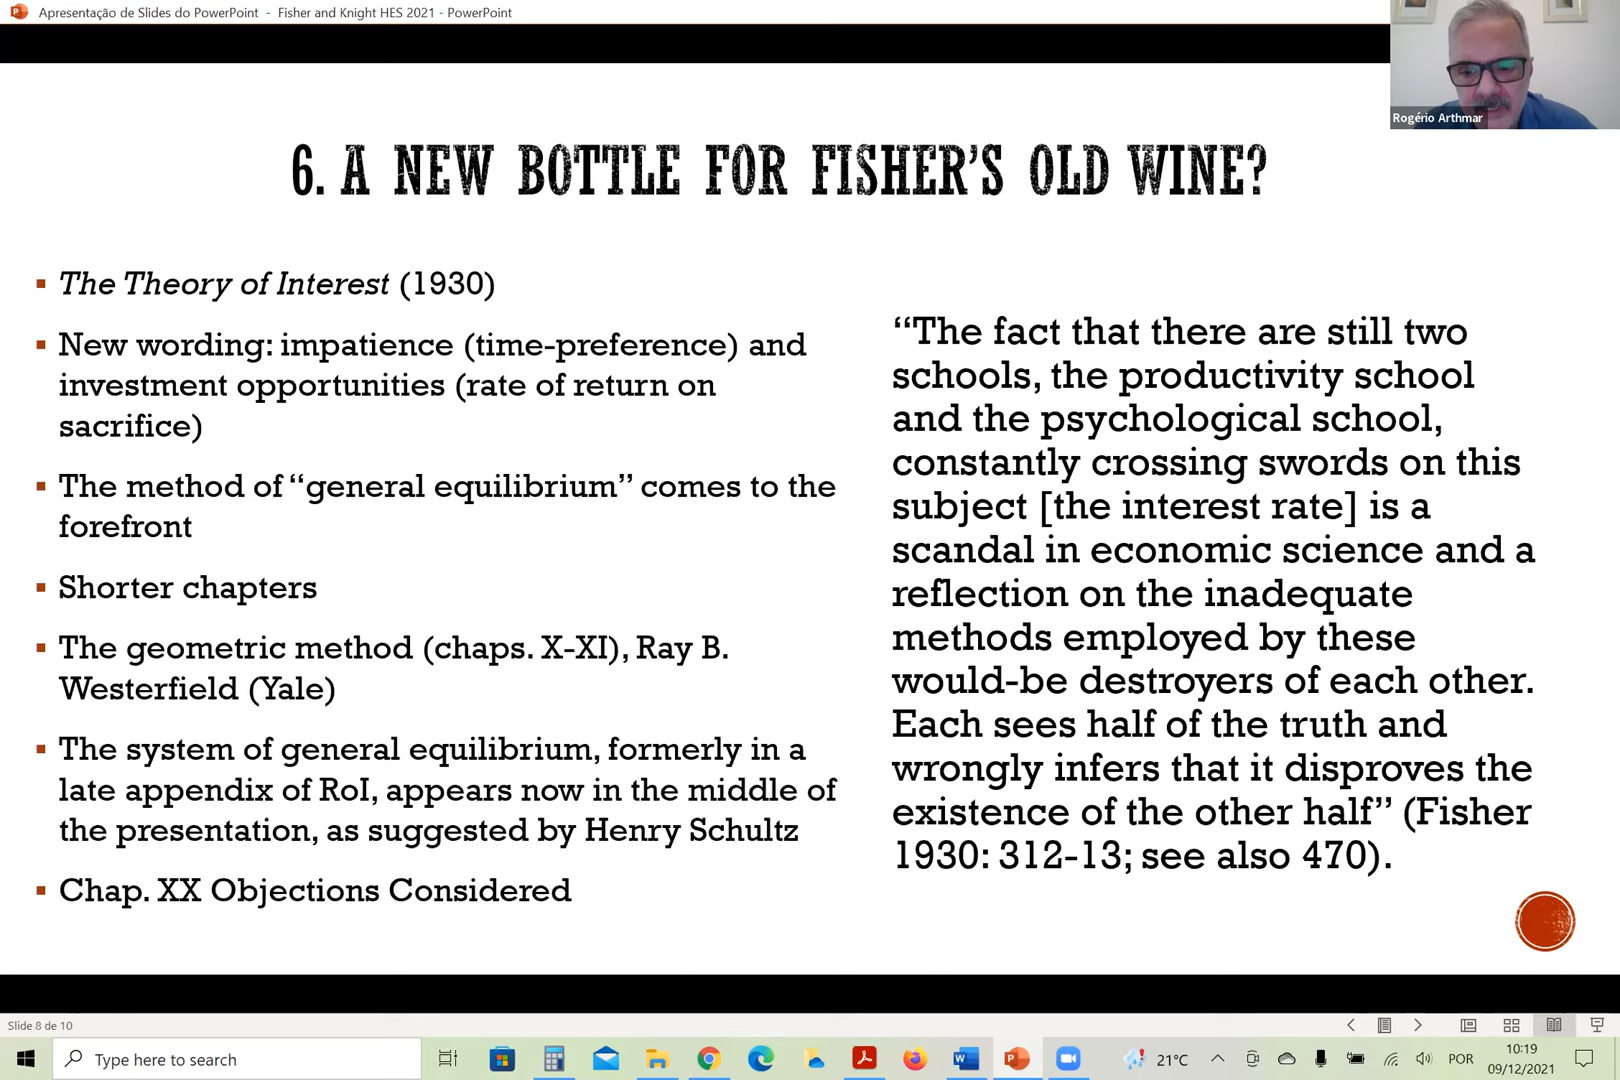 Apresentação de Slides do PowerPoint - Fisher and Knight HES 2021 - PowerPoint
Rogério Arthmar
6. A NEW BOTTLE FOR FISHER’S OLD WINE?
▪ The Theory of Interest (1930)
▪ New wording: impatience (time-preference) and
investment opportunities (rate of return on
sacrifice)
▪ The method of “general equilibrium” comes to the
forefront
▪ Shorter chapters
▪ The geometric method (chaps. X-XI), Ray B.
Westerfield (Yale)
▪ The system of general equilibrium, formerly in a
late appendix of RoI, appears now in the middle of
the presentation, as suggested by Henry Schultz
▪ Chap. XX Objections Considered
“The fact that there are still two
schools, the productivity school
and the psychological school,
constantly crossing swords on this
subject [the interest rate] is a
scandal in economic science and a
reflection on the inadequate
methods employed by these
would-be destroyers of each other.
Each sees half of the truth and
wrongly infers that it disproves the
existence of the other half” (Fisher
1930: 312-13; see also 470).
Slide 8 de 10
Type here to search
21°C
POR
10:19
09/12/2021